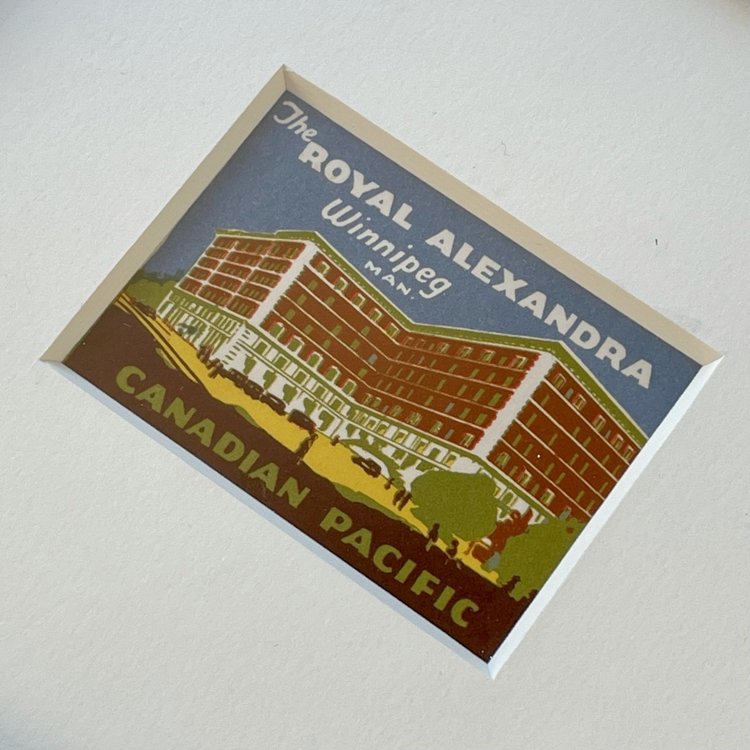 The
ROYAL ALEXANDRA
Winnipeg
MAN.
CANADIAN PACIFIC